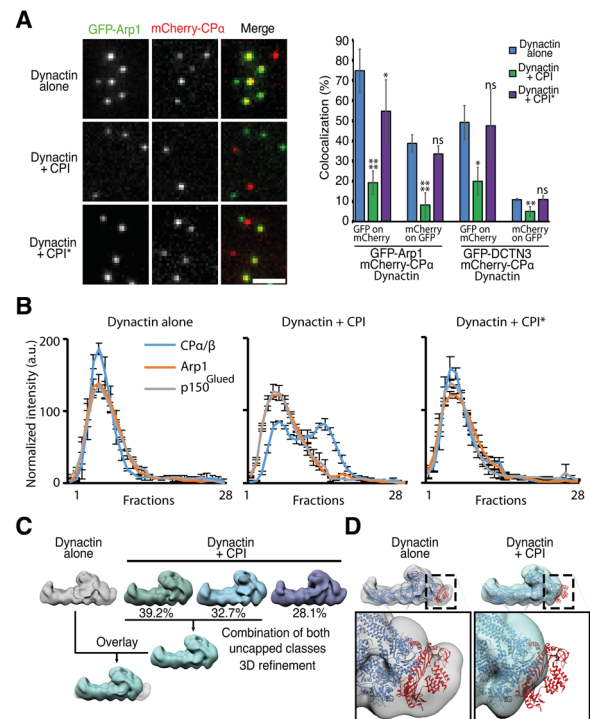 A
GFP-Arp1 mCherry-CPα Merge
Dynactin
alone
Dynactin
+ CPI
Dynactin
+ CPI*
Colocalization (%)
90
80
70
60
50
40
30
20
10
0
Dynactin
alone
Dynactin
+ CPI
Dynactin
+ CPI*
*
**
**
ns
**
**
ns
*
ns
**
GFP on
mCherry
mCherry
on GFP
GFP on
mCherry
mCherry
on GFP
GFP-Arp1
mCherry-CPα
Dynactin
GFP-DCTN3
mCherry-CPα
Dynactin
B
Dynactin alone Dynactin + CPI Dynactin + CPI*
Normalized intensity (a.u.)
200
100
0
CPα/β
Arp1
p150Glued
1 28
Fractions
1 28
Fractions
1 28
Fractions
C
Dynactin
alone
Dynactin
+ CPI
39.2% 32.7% 28.1%
Overlay
Combination of both
uncapped classes
3D refinement
D
Dynactin
alone
Dynactin
+ CPI